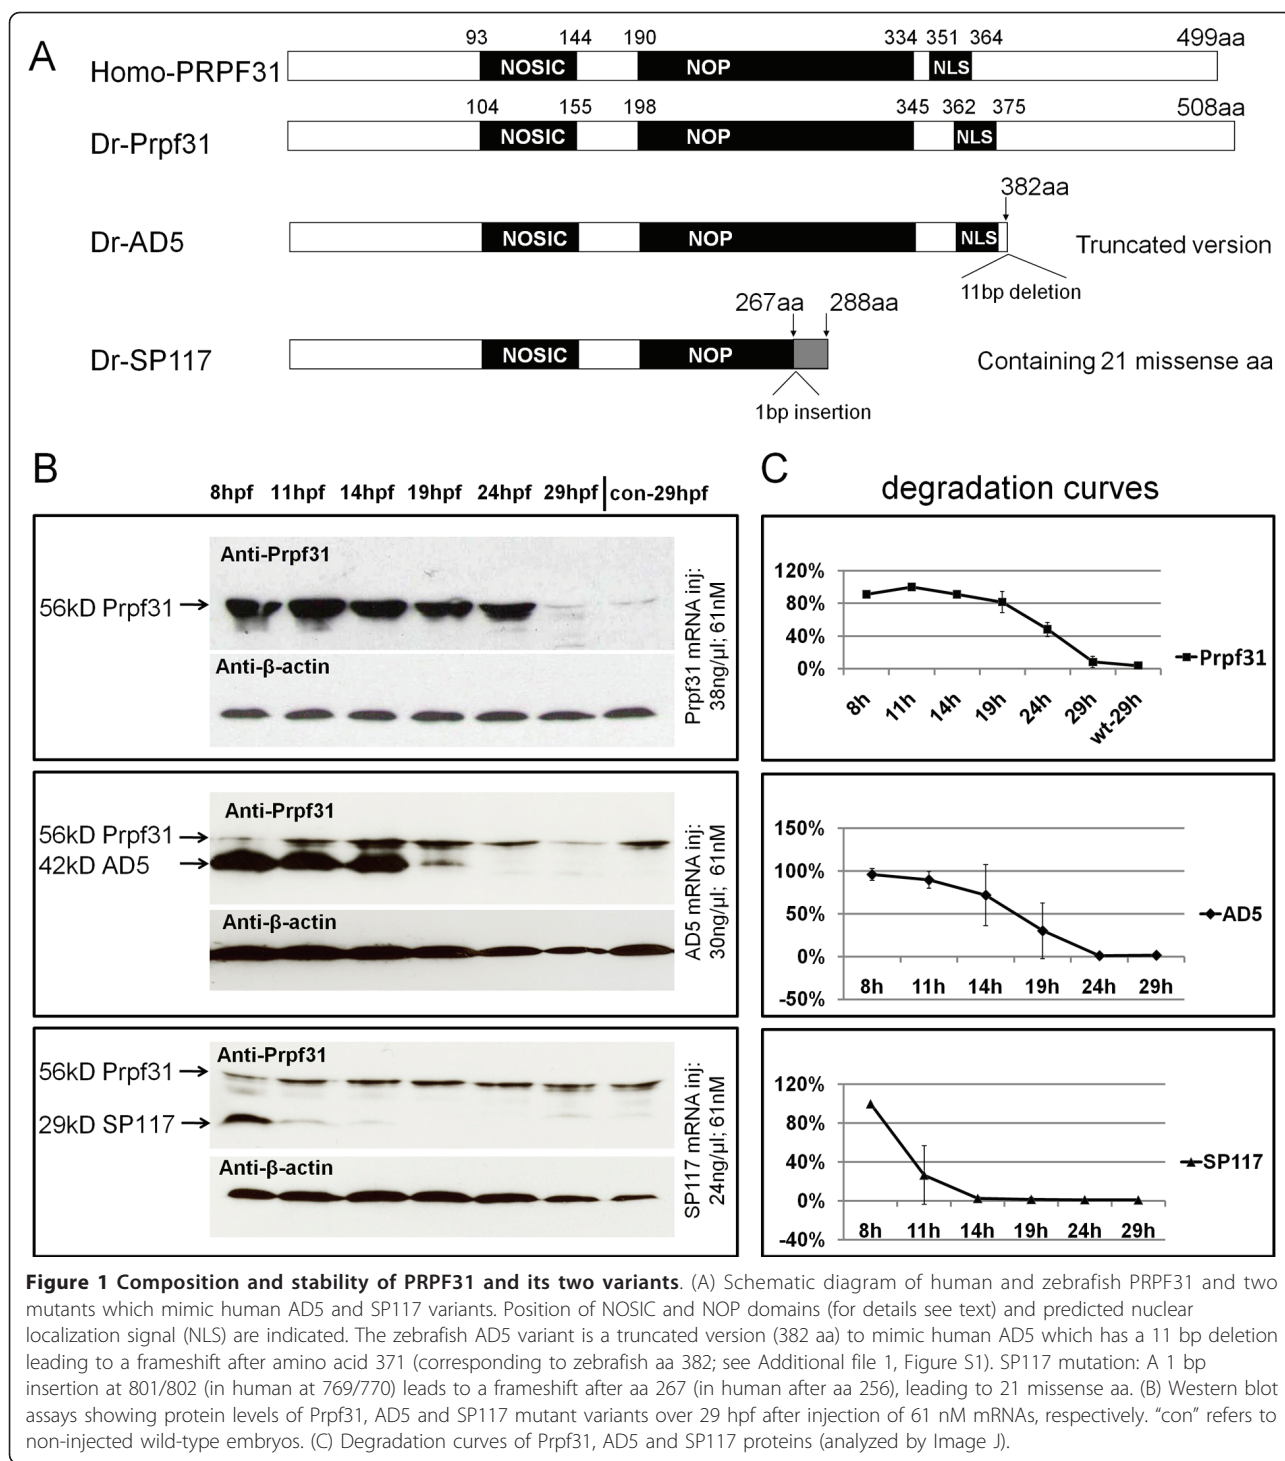 A
93 144 190 334 351 364 499aa
Homo-PRPF31 NOSIC NOP NLS
104 155 198 345 362 375 508aa
Dr-Prpf31 NOSIC NOP NLS
382aa
Dr-AD5 NOSIC NOP NLS Truncated version
11bp deletion
267aa 288aa
Dr-SP117 NOSIC NOP Containing 21 missense aa
1bp insertion
B
8hpf 11hpf 14hpf 19hpf 24hpf 29hpf con-29hpf
Anti-Prpf31
56kD Prpf31
Anti-β-actin
Prpf31 mRNA inj:
38ng/µl; 61nM
Anti-Prpf31
56kD Prpf31
42kD AD5
Anti-β-actin
AD5 mRNA inj:
30ng/µl; 61nM
Anti-Prpf31
56kD Prpf31
29kD SP117
Anti-β-actin
SP117 mRNA inj:
24ng/µl; 61nM
C
degradation curves
120%
80%
40%
0%
8h 11h 14h 19h 24h 29h wt-29h
Prpf31
150%
100%
50%
0%
-50%
8h 11h 14h 19h 24h 29h
AD5
120%
80%
40%
0%
-40%
8h 11h 14h 19h 24h 29h
SP117
Figure 1 Composition and stability of PRPF31 and its two variants. (A) Schematic diagram of human and zebrafish PRPF31 and two
mutants which mimic human AD5 and SP117 variants. Position of NOSIC and NOP domains (for details see text) and predicted nuclear
localization signal (NLS) are indicated. The zebrafish AD5 variant is a truncated version (382 aa) to mimic human AD5 which has a 11 bp deletion
leading to a frameshift after amino acid 371 (corresponding to zebrafish aa 382; see Additional file 1, Figure S1). SP117 mutation: A 1 bp
insertion at 801/802 (in human at 769/770) leads to a frameshift after aa 267 (in human after aa 256), leading to 21 missense aa. (B) Western blot
assays showing protein levels of Prpf31, AD5 and SP117 mutant variants over 29 hpf after injection of 61 nM mRNAs, respectively. “con” refers to
non-injected wild-type embryos. (C) Degradation curves of Prpf31, AD5 and SP117 proteins (analyzed by Image J).